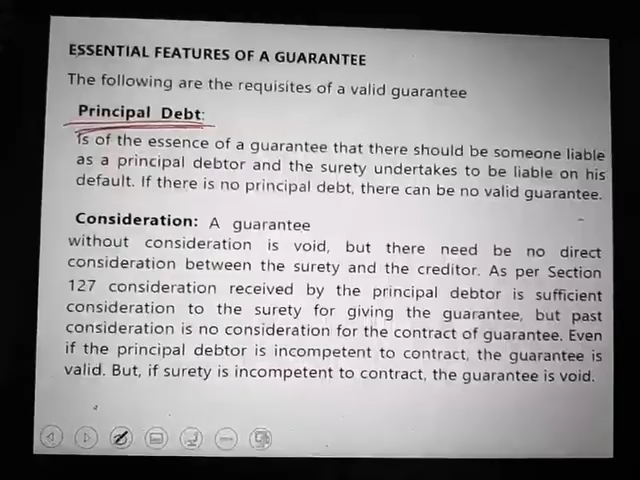 ESSENTIAL FEATURES OF A GUARANTEE
The following are the requisites of a valid guarantee
Principal Debt:
Is of the essence of a guarantee that there should be someone liable
as a principal debtor and the surety undertakes to be liable on his
default. If there is no principal debt, there can be no valid guarantee.
Consideration: A guarantee
without consideration is void, but there need be no direct
consideration between the surety and the creditor. As per Section
127 consideration received by the principal debtor is sufficient
consideration to the surety for giving the guarantee, but past
consideration is no consideration for the contract of guarantee. Even
if the principal debtor is incompetent to contract, the guarantee is
valid. But, if surety is incompetent to contract, the guarantee is void.